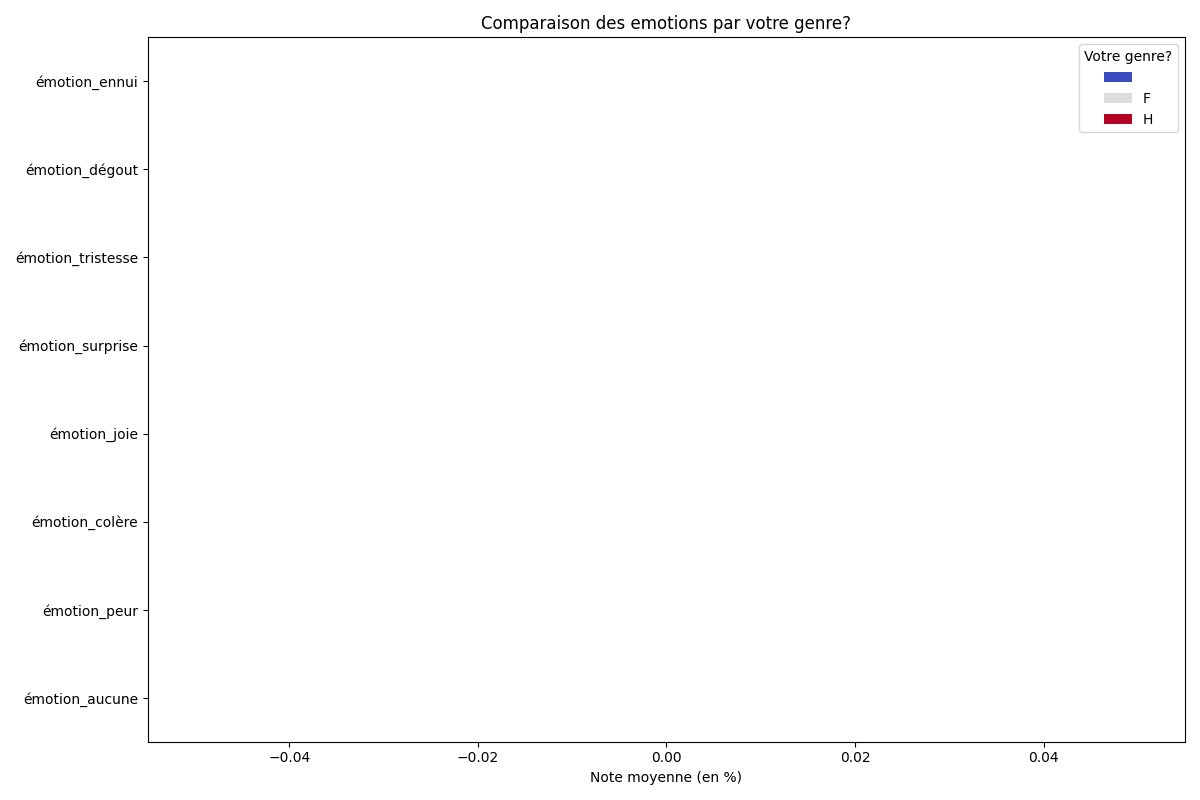 Comparaison des emotions par votre genre?
Votre genre?
F
H
émotion_ennui
émotion_dégout
émotion_tristesse
émotion_surprise
émotion_joie
émotion_colère
émotion_peur
émotion_aucune
−0.04 −0.02 0.00 0.02 0.04
Note moyenne (en %)